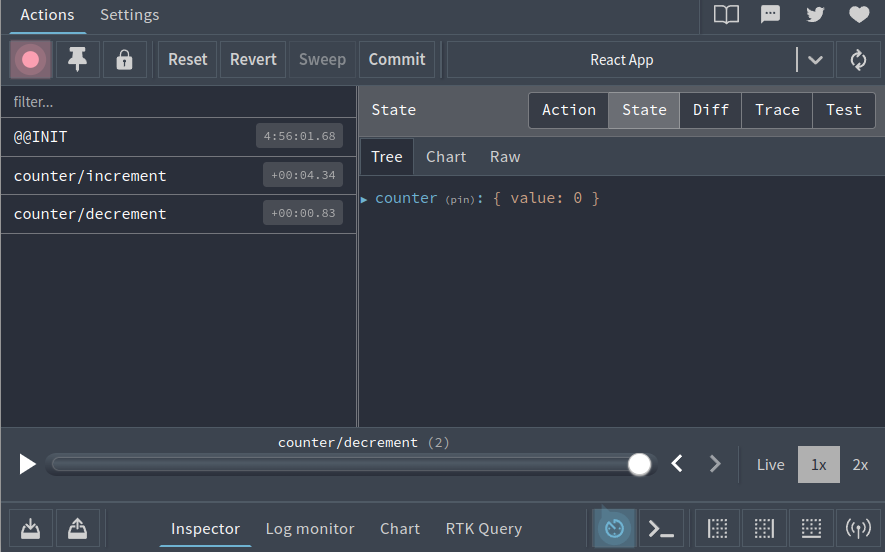 Actions Settings
Reset Revert Sweep Commit React App
filter...
State Action State Diff Trace Test
@@INIT 4:56:01.68
Tree Chart Raw
counter/increment +00:04.34
counter (pin): { value: 0 }
counter/decrement +00:00.83
counter/decrement (2)
Live 1x 2x
Inspector Log monitor Chart RTK Query